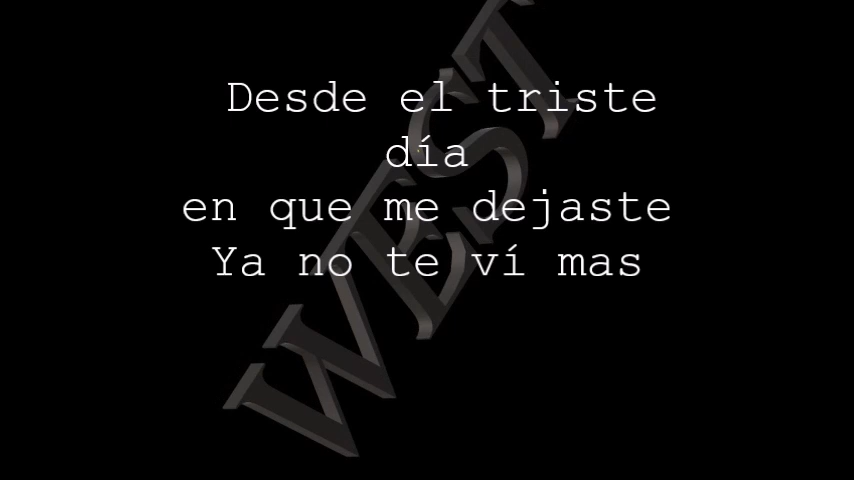 Desde el triste
día
en que me dejaste
Ya no te ví mas
WEST